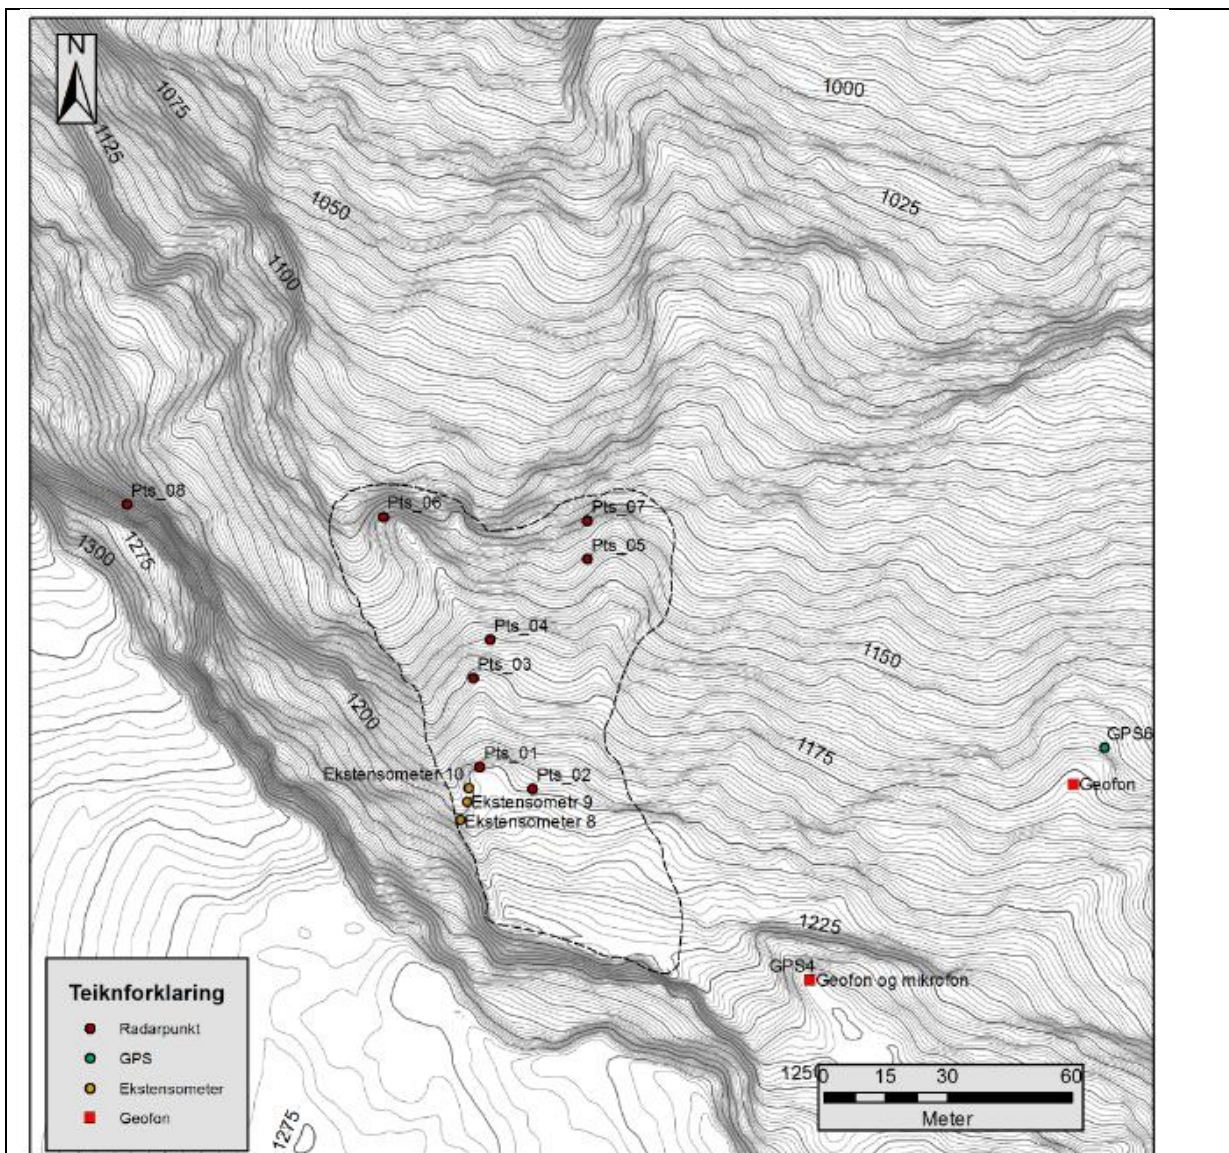 N
1000
1075
1125
1050
1025
1100
Pts_08
Pts_06
Pts_07
1300
1275
Pts_05
Pts_04
1150
Pts_03
1200
GPS6
1175
Pts_01
Ekstensometer 10
Pts_02
Geofon
Ekstensometr 9
Ekstensometer 8
1225
GPS4
Geofon og mikrofon
Teiknforklaring
Radarpunkt
GPS
Ekstensometer
Geofon
1275
125
0 15 30 60
Meter